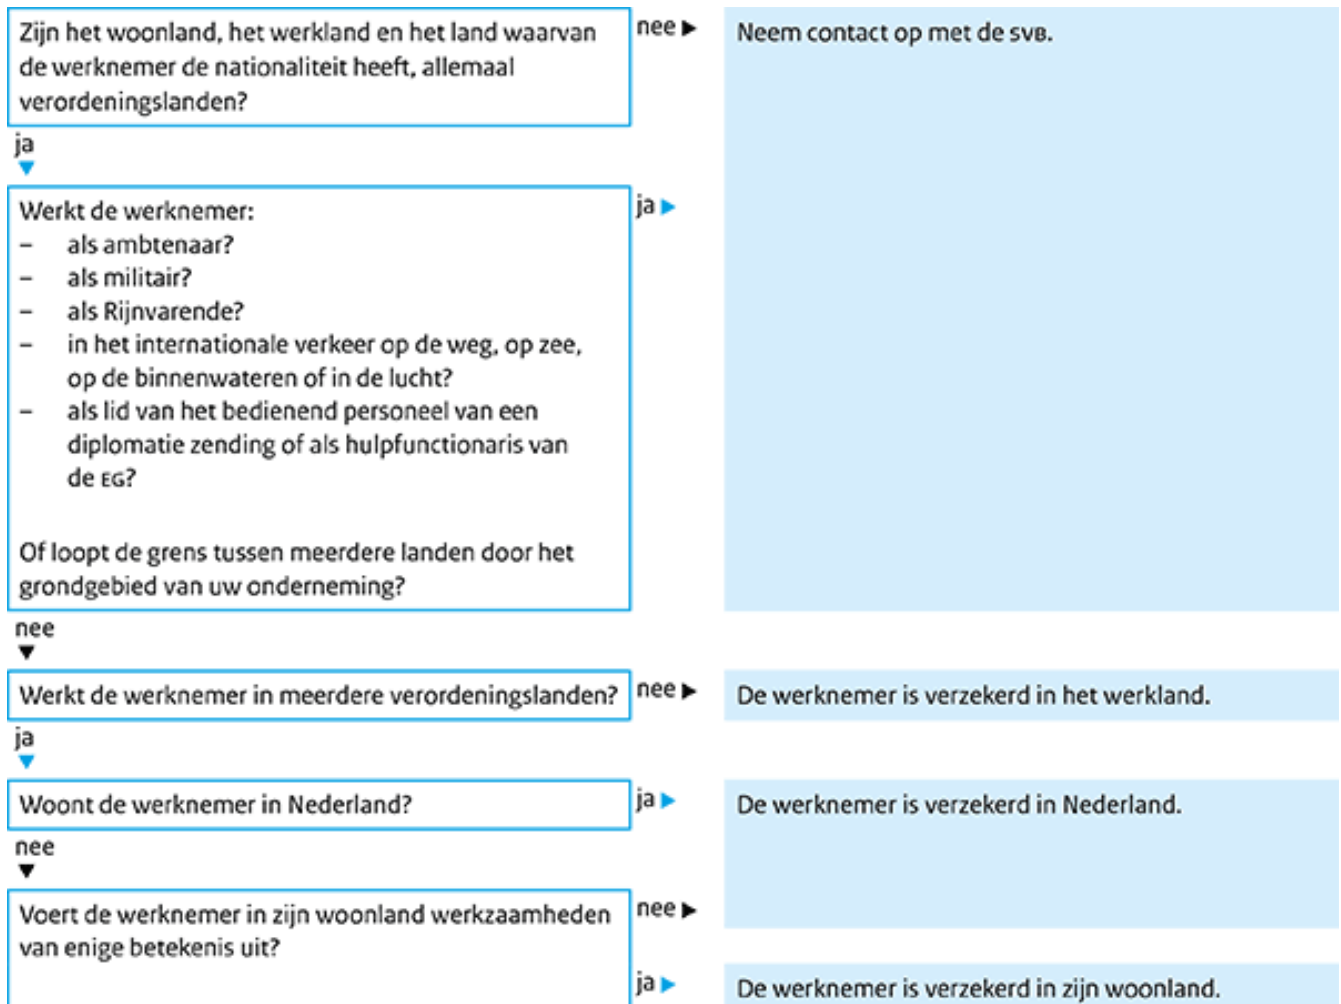 Zijn het woonland, het werkland en het land waarvan
de werknemer de nationaliteit heeft, allemaal
verordeningslanden?
nee ▶
Neem contact op met de SVB.
ja
▼
Werkt de werknemer:
– als ambtenaar?
– als militair?
– als Rijnvarende?
– in het internationale verkeer op de weg, op zee,
op de binnenwateren of in de lucht?
– als lid van het bedienend personeel van een
diplomatie zending of als hulpfunctionaris van
de EG?
Of loopt de grens tussen meerdere landen door het
grondgebied van uw onderneming?
ja ▶
nee
▼
Werkt de werknemer in meerdere verordeningslanden?
nee ▶
De werknemer is verzekerd in het werkland.
ja
▼
Woont de werknemer in Nederland?
ja ▶
De werknemer is verzekerd in Nederland.
nee
▼
Voert de werknemer in zijn woonland werkzaamheden
van enige betekenis uit?
nee ▶
ja ▶
De werknemer is verzekerd in zijn woonland.